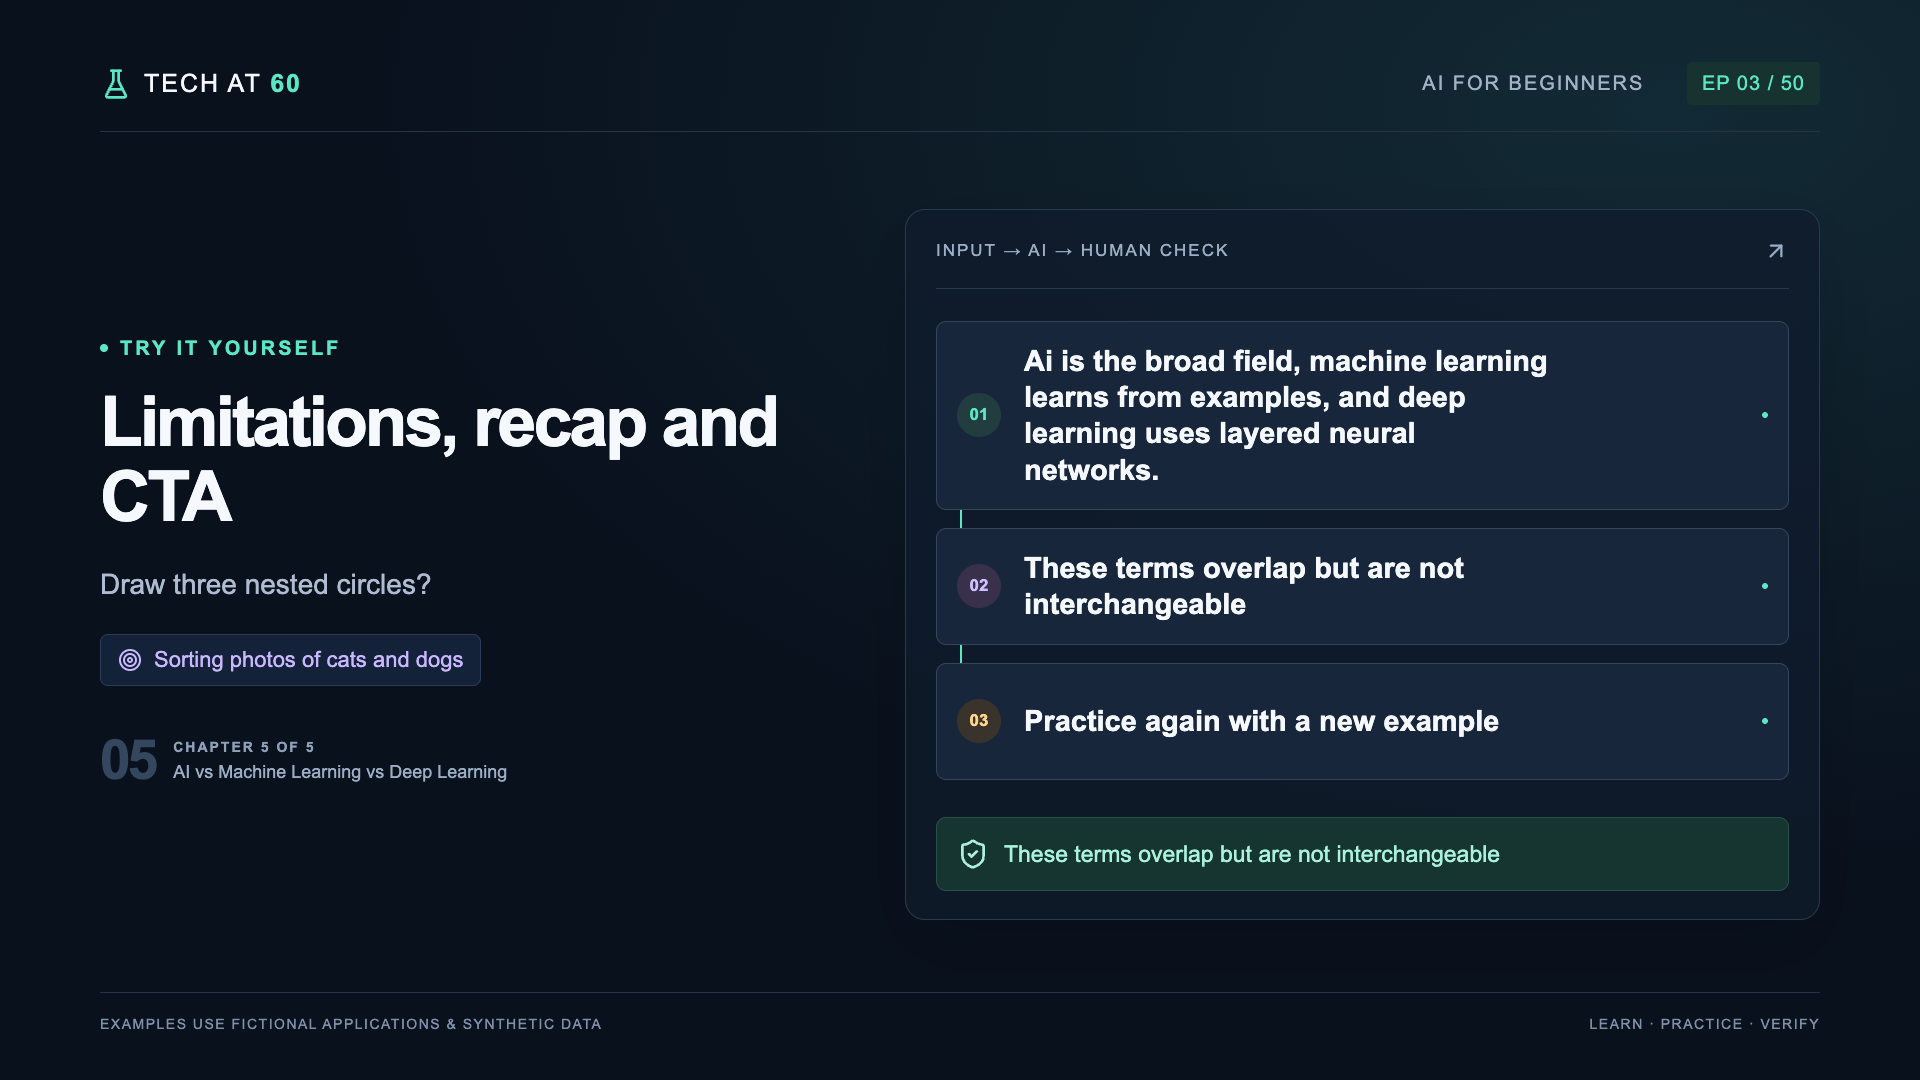 TECH AT 60
AI FOR BEGINNERS
EP 03 / 50
• TRY IT YOURSELF
Limitations, recap and
CTA
Draw three nested circles?
Sorting photos of cats and dogs
05
CHAPTER 5 OF 5
AI vs Machine Learning vs Deep Learning
INPUT → AI → HUMAN CHECK
01
Ai is the broad field, machine learning
learns from examples, and deep
learning uses layered neural
networks.
02
These terms overlap but are not
interchangeable
03
Practice again with a new example
These terms overlap but are not interchangeable
EXAMPLES USE FICTIONAL APPLICATIONS & SYNTHETIC DATA
LEARN · PRACTICE · VERIFY